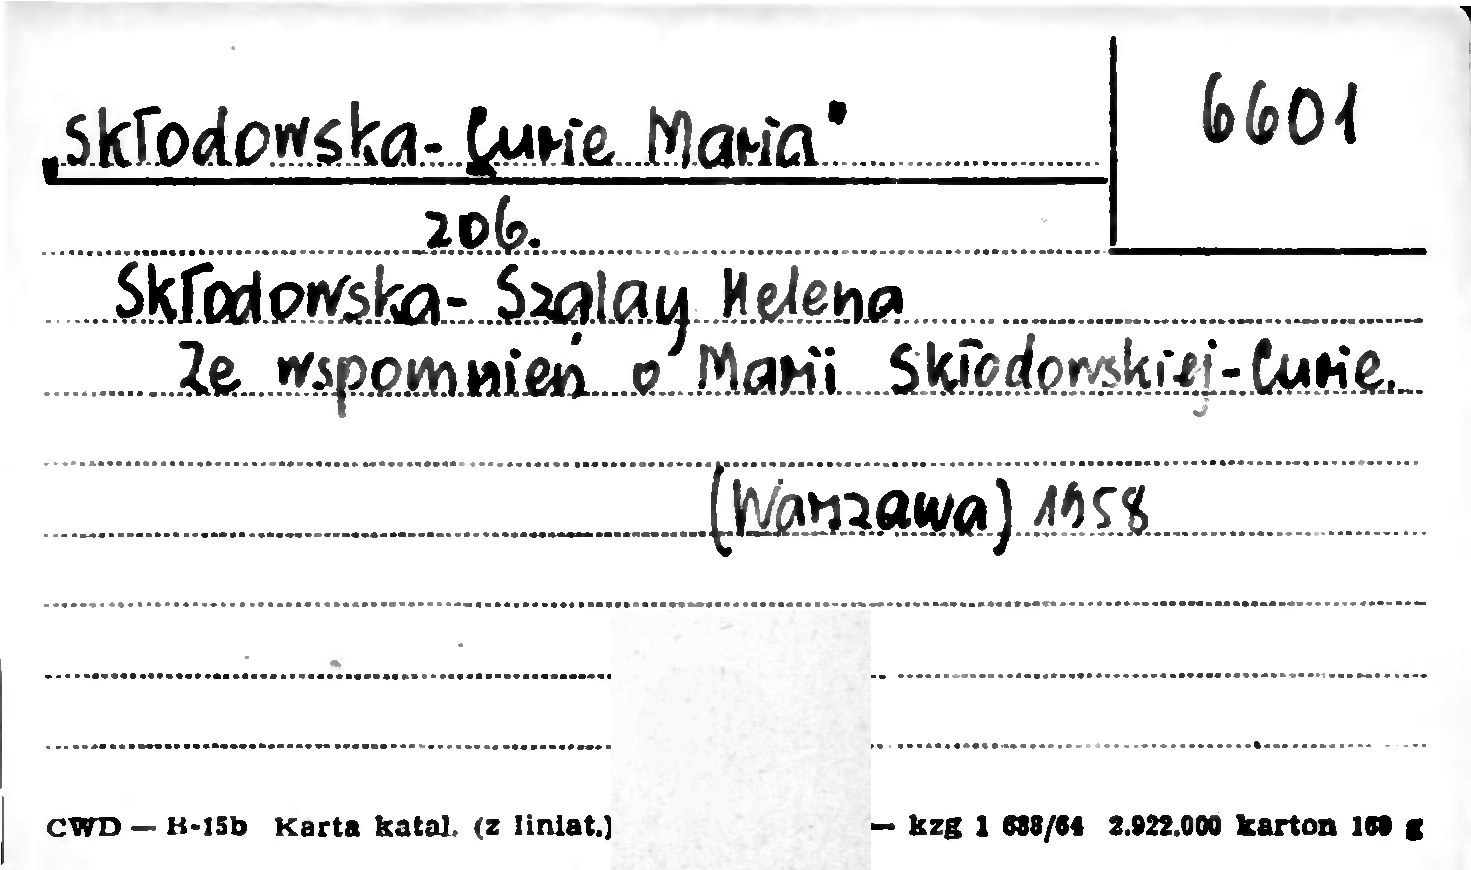 „Skłodowska-Curie Maria"
6601
206.
Skłodowska-Szalay Helena
Ze wspomnień o Marii Skłodowskiej-Curie.
(Warszawa) 1958
CWD — H-15b Karta katal. (z liniat.) — kzg 1 638/64 2.922.000 karton 160 g